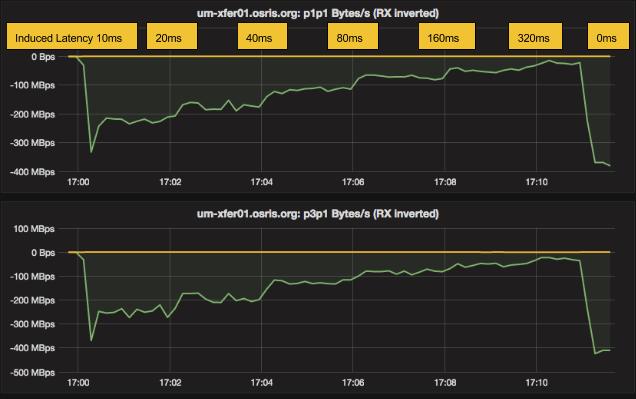 um-xfer01.osris.org: p1p1 Bytes/s (RX inverted)
Induced Latency 10ms 20ms 40ms 80ms 160ms 320ms 0ms
0 Bps
-100 MBps
-200 MBps
-300 MBps
-400 MBps
17:00 17:02 17:04 17:06 17:08 17:10
um-xfer01.osris.org: p3p1 Bytes/s (RX inverted)
100 MBps
0 Bps
-100 MBps
-200 MBps
-300 MBps
-400 MBps
-500 MBps
17:00 17:02 17:04 17:06 17:08 17:10